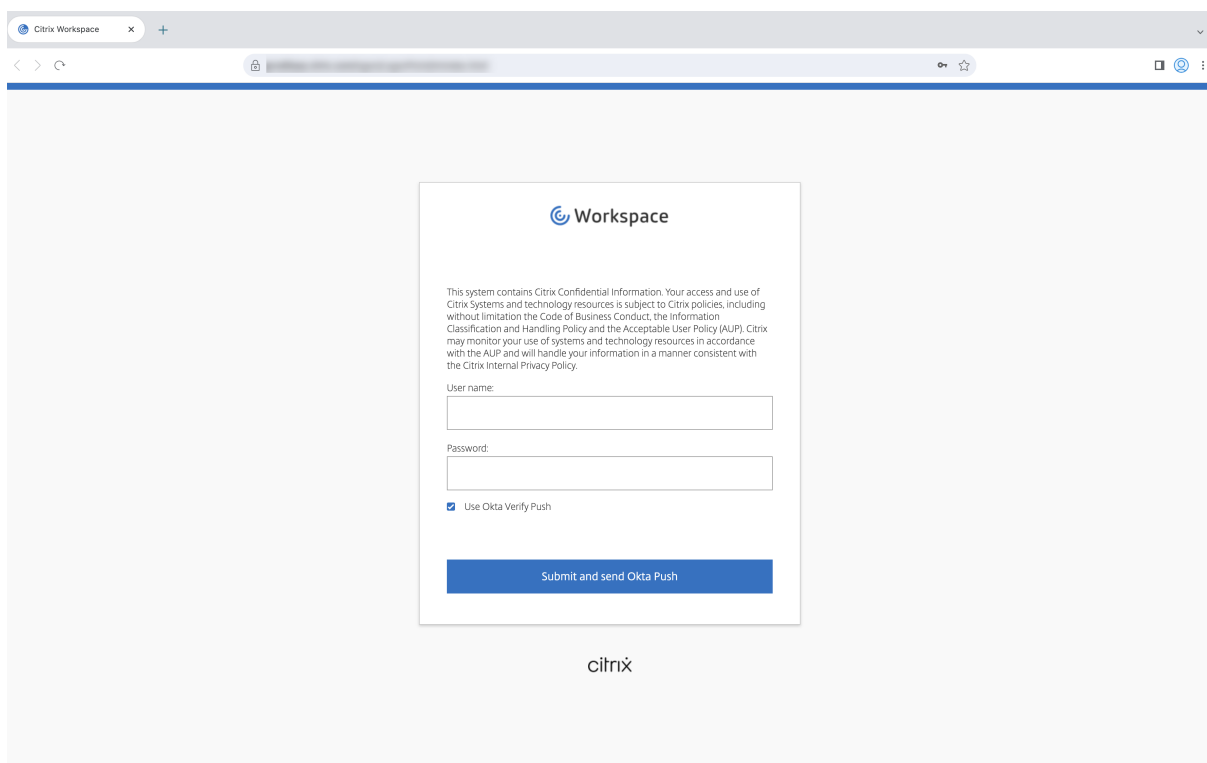 Citrix Workspace
Workspace
This system contains Citrix Confidential Information. Your access and use of
Citrix Systems and technology resources is subject to Citrix policies, including
without limitation the Code of Business Conduct, the Information
Classification and Handling Policy and the Acceptable User Policy (AUP). Citrix
may monitor your use of systems and technology resources in accordance
with the AUP and will handle your information in a manner consistent with
the Citrix Internal Privacy Policy.
User name:
Password:
Use Okta Verify Push
Submit and send Okta Push
citrix